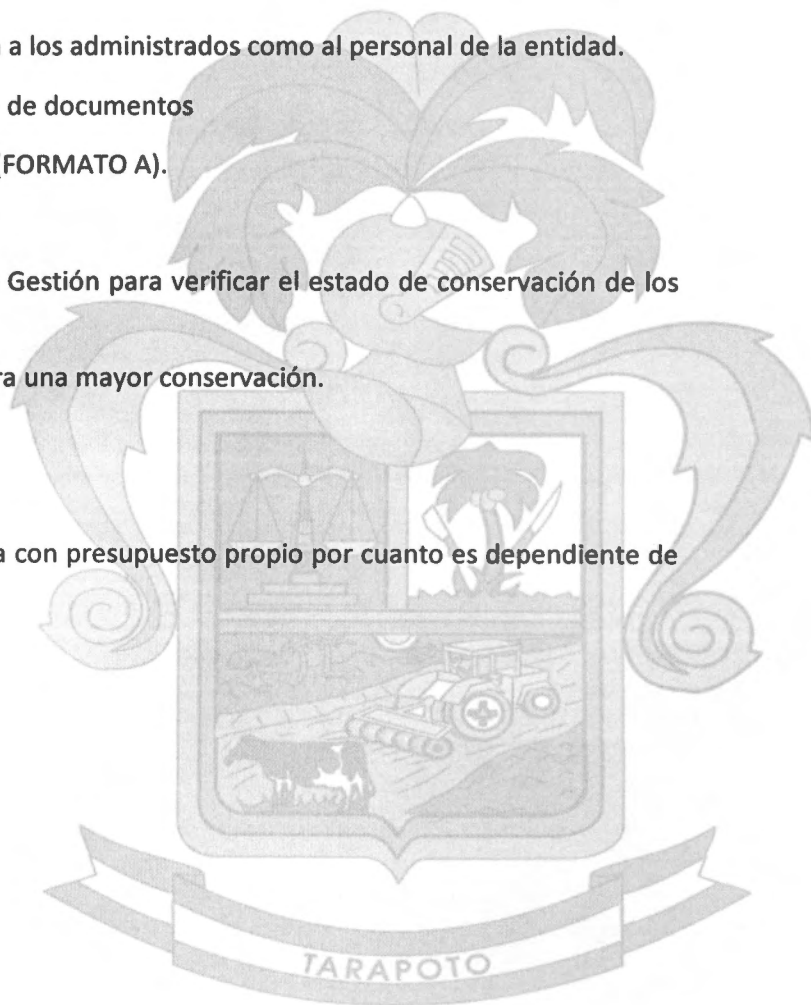 a los administrados como al personal de la entidad.
de documentos
(FORMATO A).
Gestión para verificar el estado de conservación de los
una mayor conservación.
con presupuesto propio por cuanto es dependiente de
TARAPOTO